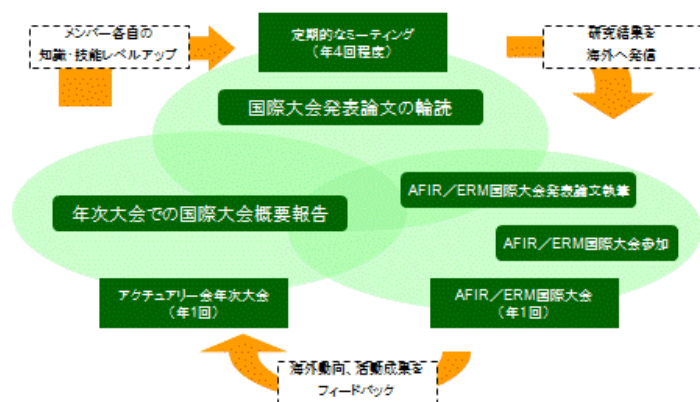 メンバー各自の
知識・技能レベルアップ
定期的なミーティング
(年4回程度)
研究結果を
海外へ発信
国際大会発表論文の輪読
年次大会での国際大会概要報告
AFIR/ERM国際大会発表論文執筆
AFIR/ERM国際大会参加
アクチュアリー会年次大会
(年1回)
AFIR/ERM国際大会
(年1回)
海外動向、活動成果を
フィードバック